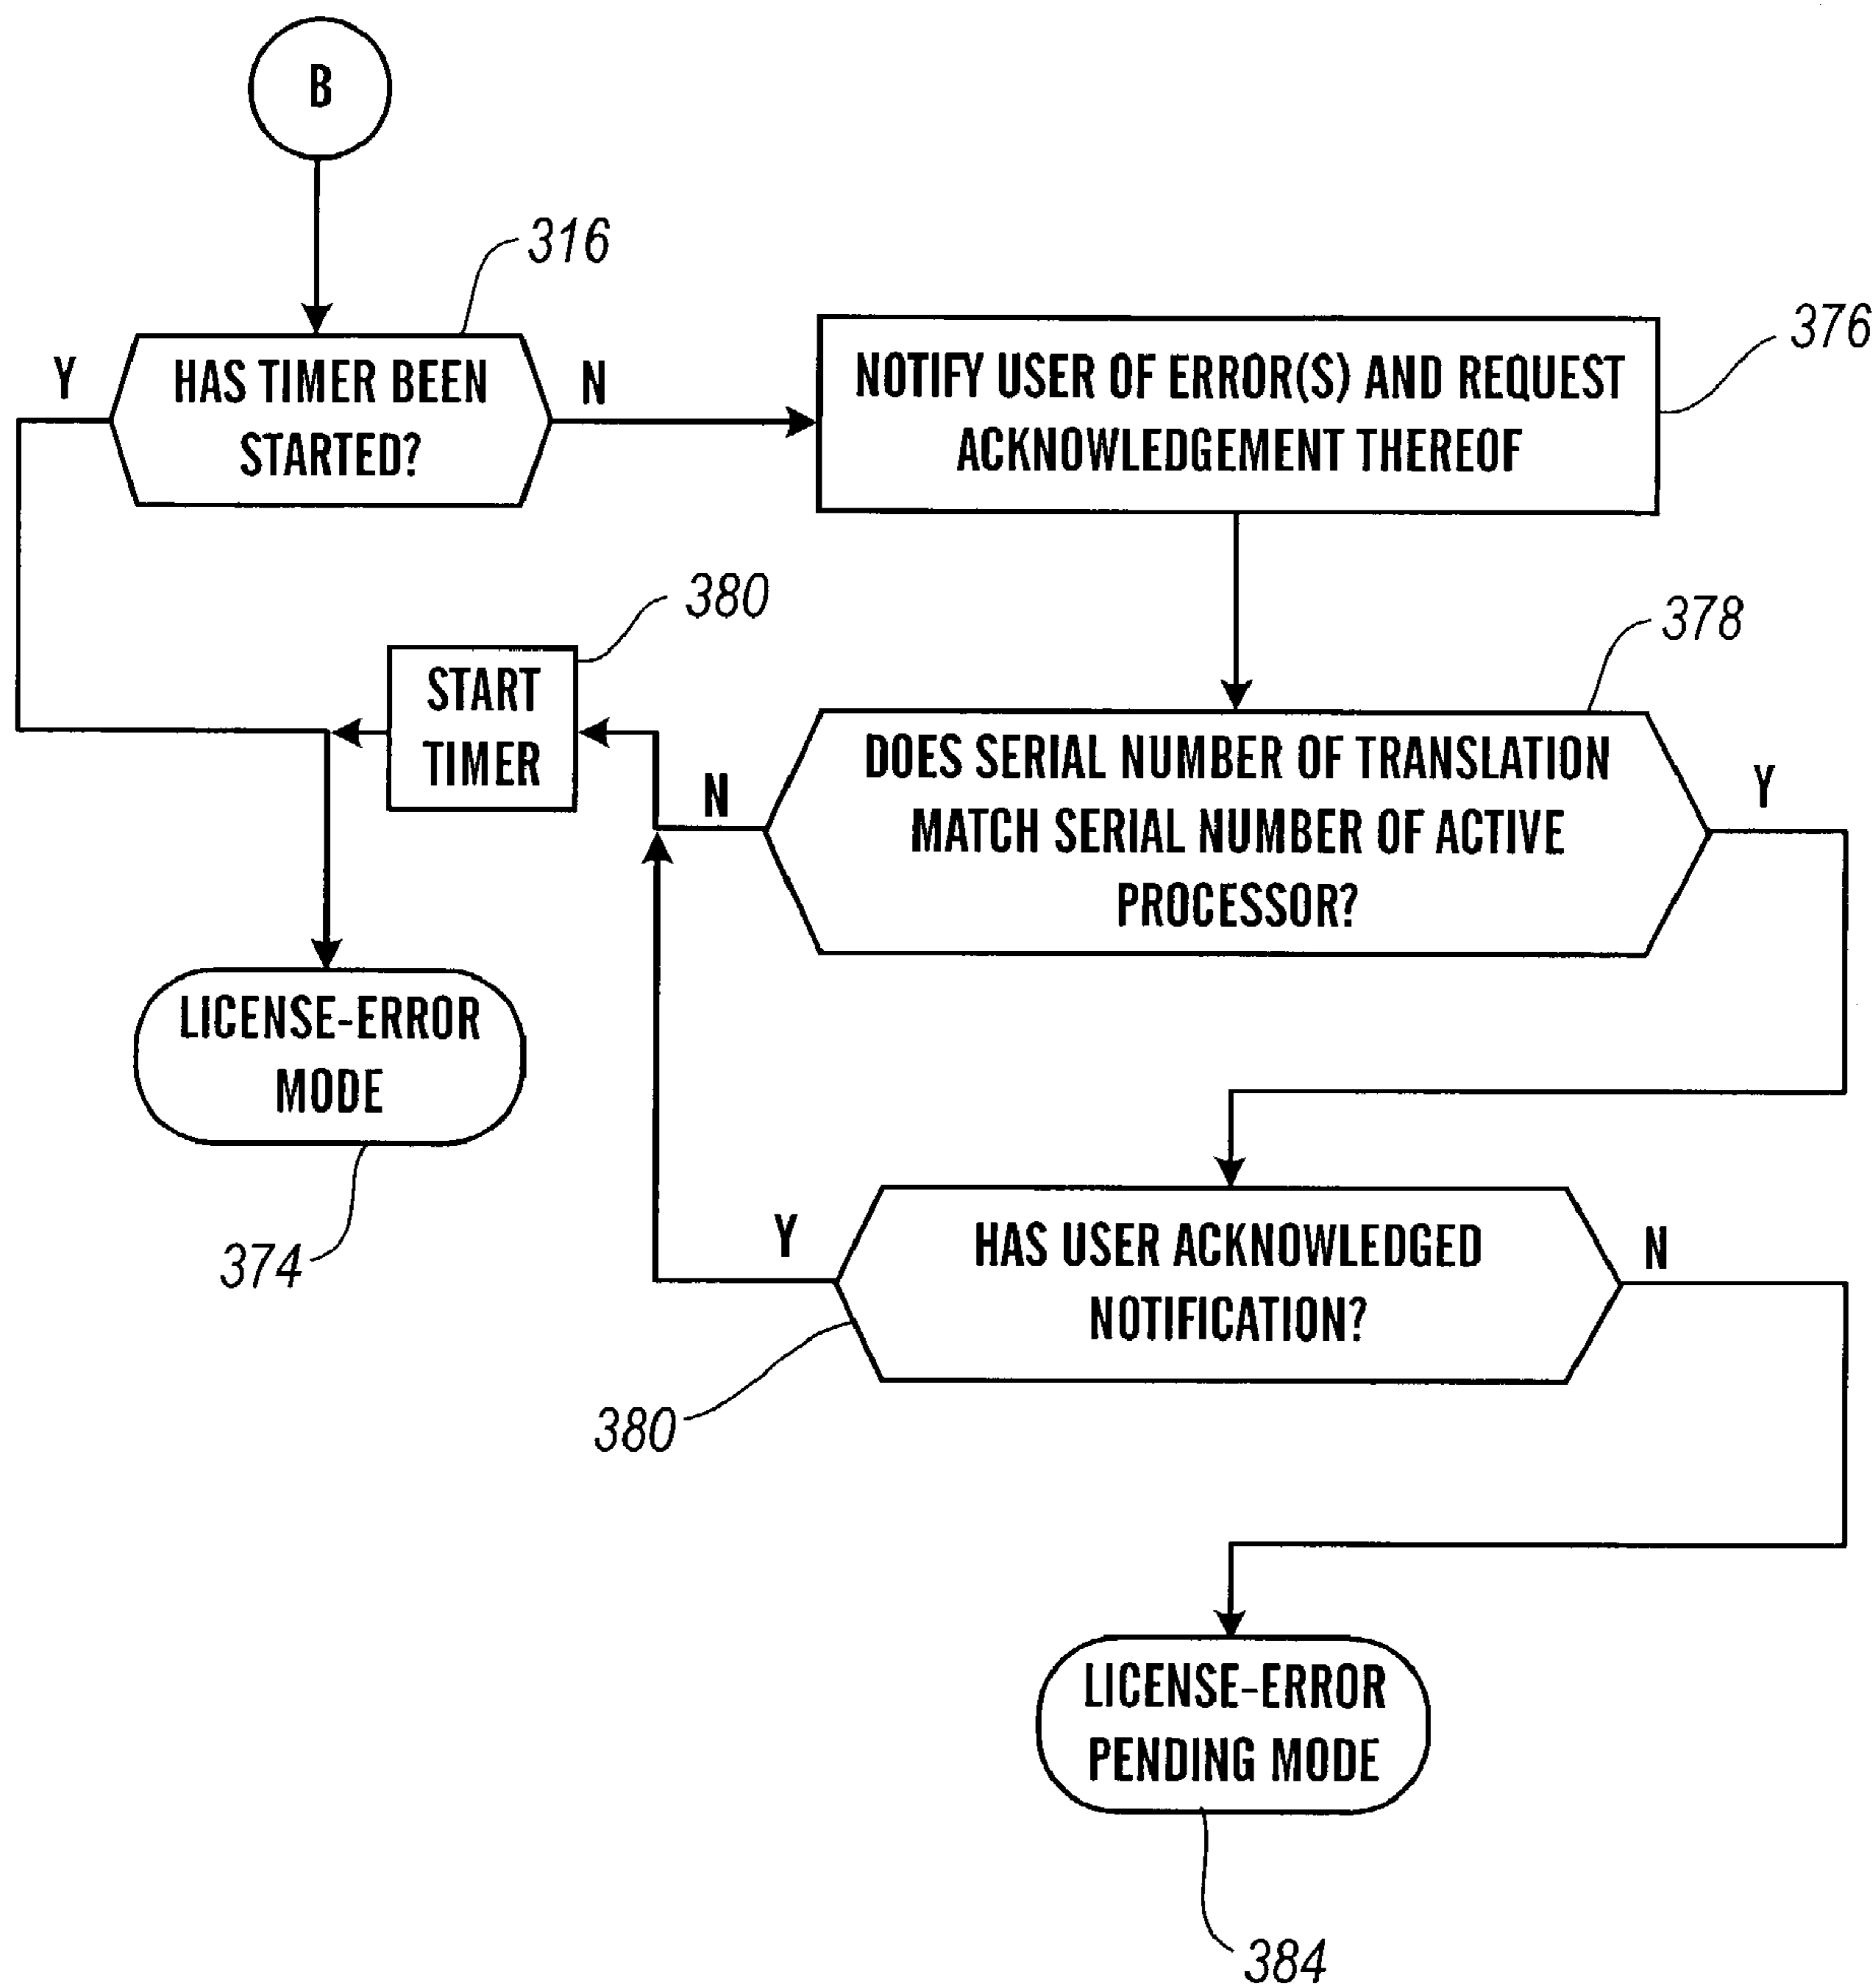 B
316
376
Y
HAS TIMER BEEN
STARTED?
N
NOTIFY USER OF ERROR(S) AND REQUEST
ACKNOWLEDGEMENT THEREOF
380
378
START
TIMER
N
DOES SERIAL NUMBER OF TRANSLATION
MATCH SERIAL NUMBER OF ACTIVE
PROCESSOR?
Y
LICENSE-ERROR
MODE
374
Y
HAS USER ACKNOWLEDGED
NOTIFICATION?
N
380
LICENSE-ERROR
PENDING MODE
384